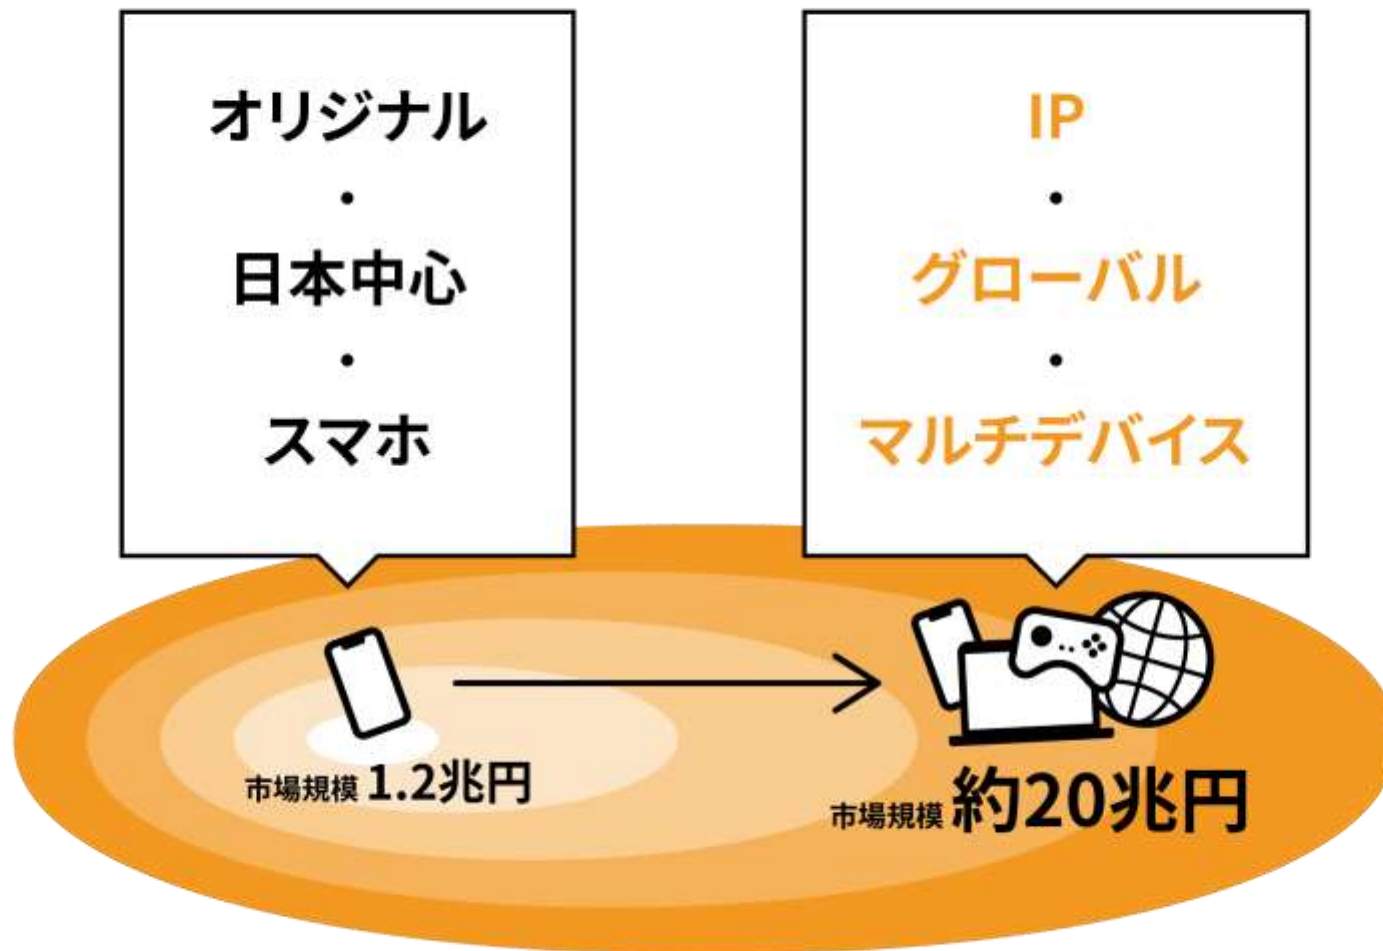 オリジナル
・
日本中心
・
スマホ
IP
・
グローバル
・
マルチデバイス
市場規模 1.2兆円
市場規模 約20兆円